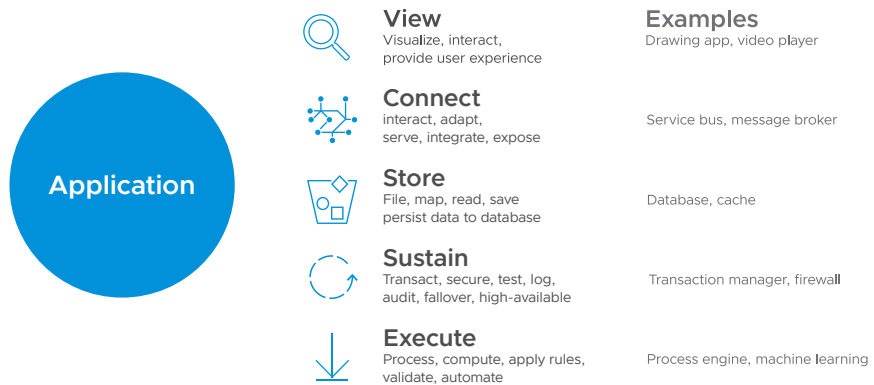 Application
View
Visualize, interact,
provide user experience
Examples
Drawing app, video player
Connect
interact, adapt,
serve, integrate, expose
Service bus, message broker
Store
File, map, read, save
persist data to database
Database, cache
Sustain
Transact, secure, test, log,
audit, fallover, high-available
Transaction manager, firewall
Execute
Process, compute, apply rules,
validate, automate
Process engine, machine learning